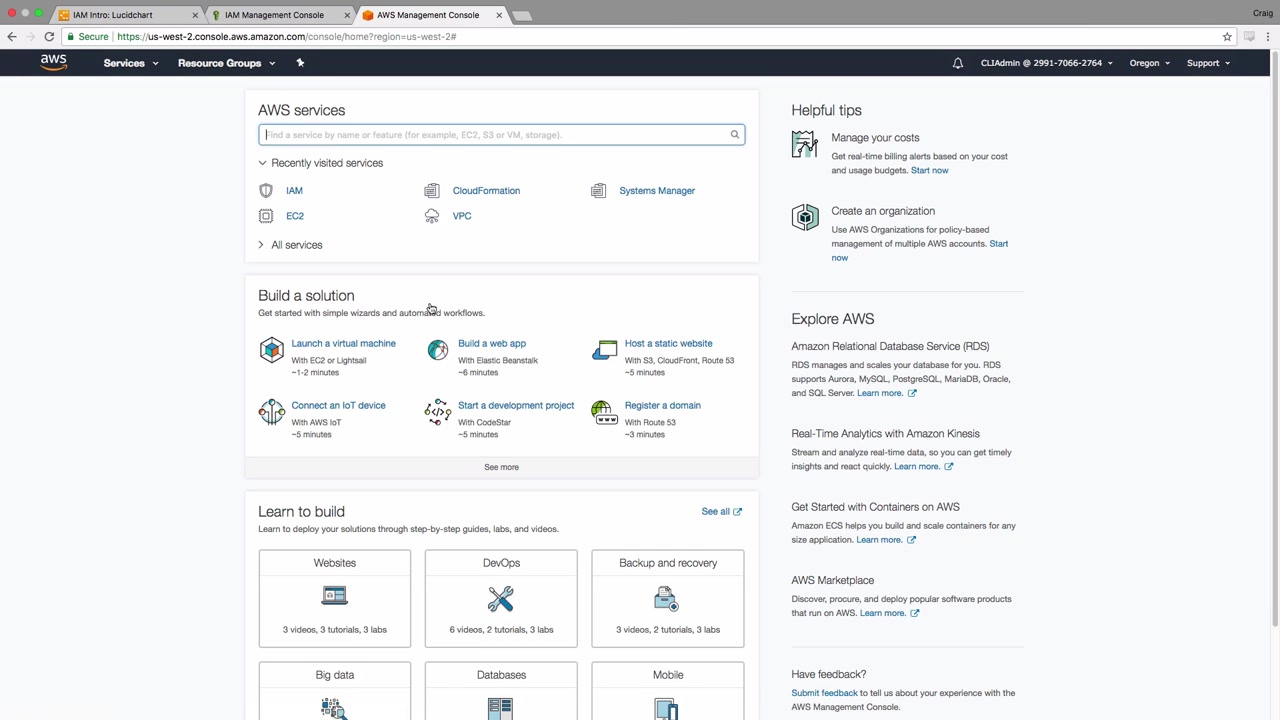 IAM Intro: Lucidchart
IAM Management Console
AWS Management Console
Craig
Secure
https://us-west-2.console.aws.amazon.com/console/home?region=us-west-2#
aws
Services
Resource Groups
CLIAdmin @ 2991-7066-2764
Oregon
Support
AWS services
Find a service by name or feature (for example, EC2, S3 or VM, storage).
Recently visited services
IAM
CloudFormation
Systems Manager
EC2
VPC
All services
Build a solution
Get started with simple wizards and automated workflows.
Launch a virtual machine
With EC2 or Lightsail
~1-2 minutes
Build a web app
With Elastic Beanstalk
~6 minutes
Host a static website
With S3, CloudFront, Route 53
~5 minutes
Connect an IoT device
With AWS IoT
~5 minutes
Start a development project
With CodeStar
~5 minutes
Register a domain
With Route 53
~3 minutes
See more
Learn to build
See all
Learn to deploy your solutions through step-by-step guides, labs, and videos.
Websites
3 videos, 3 tutorials, 3 labs
DevOps
6 videos, 2 tutorials, 3 labs
Backup and recovery
3 videos, 2 tutorials, 3 labs
Big data
Databases
Mobile
Helpful tips
Manage your costs
Get real-time billing alerts based on your cost
and usage budgets. Start now
Create an organization
Use AWS Organizations for policy-based
management of multiple AWS accounts. Start
now
Explore AWS
Amazon Relational Database Service (RDS)
RDS manages and scales your database for you. RDS
supports Aurora, MySQL, PostgreSQL, MariaDB, Oracle,
and SQL Server. Learn more.
Real-Time Analytics with Amazon Kinesis
Stream and analyze real-time data, so you can get timely
insights and react quickly. Learn more.
Get Started with Containers on AWS
Amazon ECS helps you build and scale containers for any
size application. Learn more.
AWS Marketplace
Discover, procure, and deploy popular software products
that run on AWS. Learn more.
Have feedback?
Submit feedback to tell us about your experience with the
AWS Management Console.